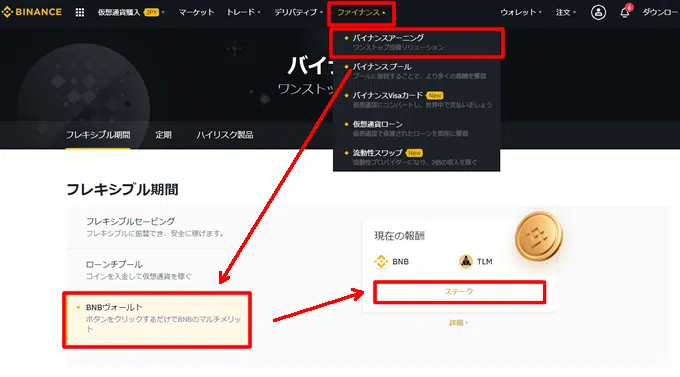 BINANCE
仮想通貨購入 JPY
マーケット
トレード
デリバティブ
ファイナンス
ウォレット
注文
6
ダウンロー
バイナンスアーニング
ワンストップ投資ソリューション
バイナンスプール
プールに接続することで、より多くの報酬を獲得
バイナンスVisaカード New
仮想通貨にコンバートし、世界中で支払いましょう
仮想通貨ローン
仮想通貨で保証されたローンを即座に獲得
流動性スワップ New
流動性プロバイダーになり、2倍の収入を稼ぐ
バイ
ワンスト
フレキシブル期間
定期
ハイリスク製品
フレキシブル期間
フレキシブルセービング
フレキシブルに振替でき、安全に稼げます。
ローンチプール
コインを入金して仮想通貨を稼ぐ
BNBヴォールト
ボタンをクリックするだけでBNBのマルチメリッ
ト
現在の報酬
BNB
TLM
ステーク
詳細